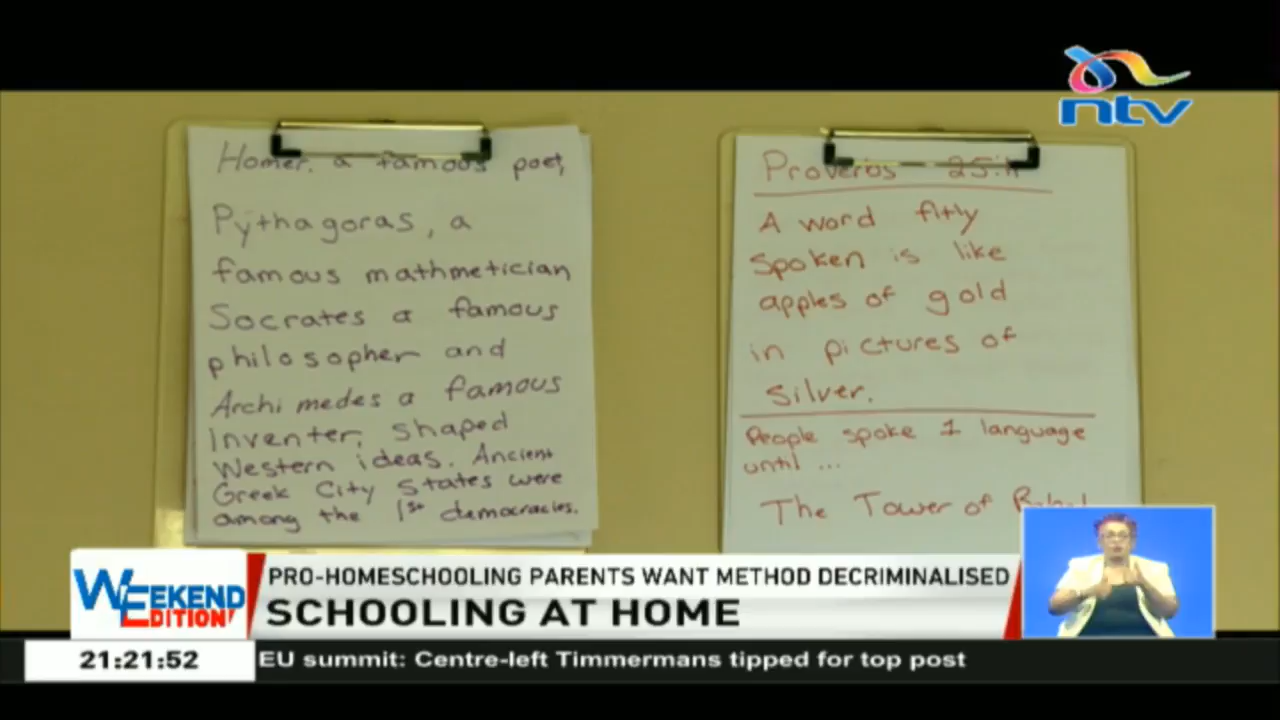 ntv
Homer, a famous poet,
Pythagoras, a
famous mathmetician
Socrates a famous
philosopher and
Archimedes a famous
inventer, shaped
Western ideas. Ancient
Greek City States were
among the 1st democracies.
Proverbs
A word fitly
spoken is like
apples of gold
in pictures of
silver.
People spoke 1 language
until ...
The Tower of
WEEKEND
EDITION
PRO-HOMESCHOOLING PARENTS WANT METHOD DECRIMINALISED
SCHOOLING AT HOME
21:21:52
EU summit: Centre-left Timmermans tipped for top post